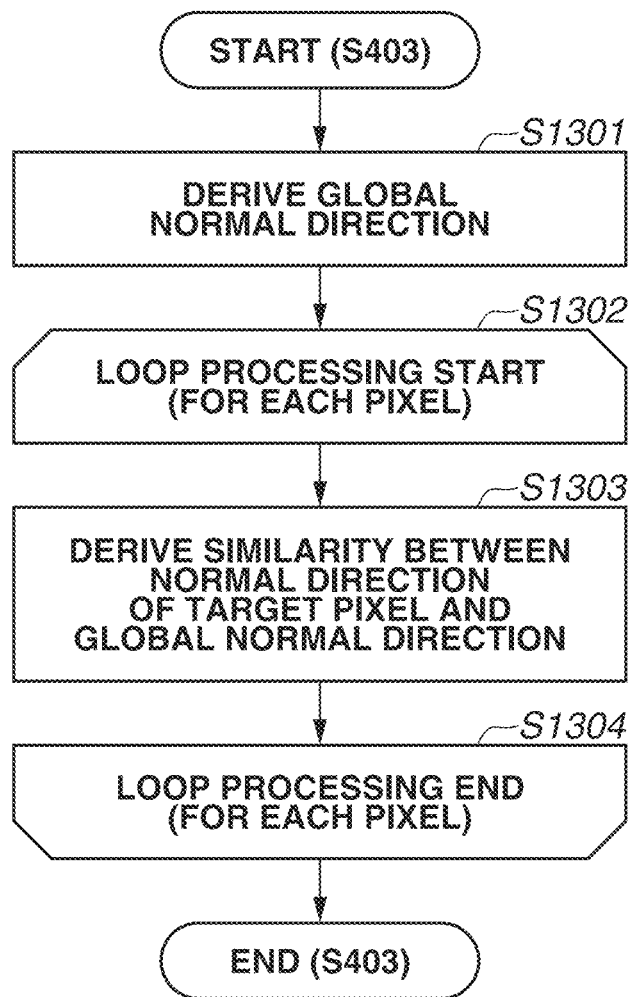 START (S403)
S1301
DERIVE GLOBAL
NORMAL DIRECTION
S1302
LOOP PROCESSING START
(FOR EACH PIXEL)
S1303
DERIVE SIMILARITY BETWEEN
NORMAL DIRECTION
OF TARGET PIXEL AND
GLOBAL NORMAL DIRECTION
S1304
LOOP PROCESSING END
(FOR EACH PIXEL)
END (S403)